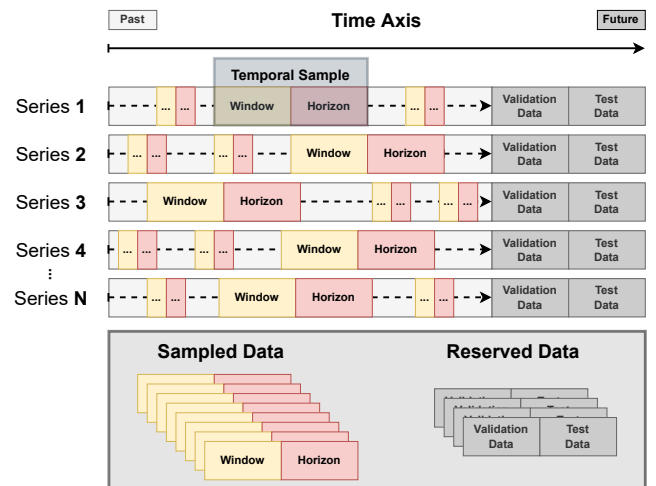 Past
Time Axis
Future
Temporal Sample
Series 1
... ... Window Horizon ... ... Validation Data Test Data
Series 2
... ... ... ... Window Horizon Validation Data Test Data
Series 3
Window Horizon ... ... ... ... Validation Data Test Data
Series 4
... ... ... ... Window Horizon Validation Data Test Data
...
Series N
... ... Window Horizon ... ... Validation Data Test Data
Sampled Data
Reserved Data
Window Horizon
Validation Data Test Data